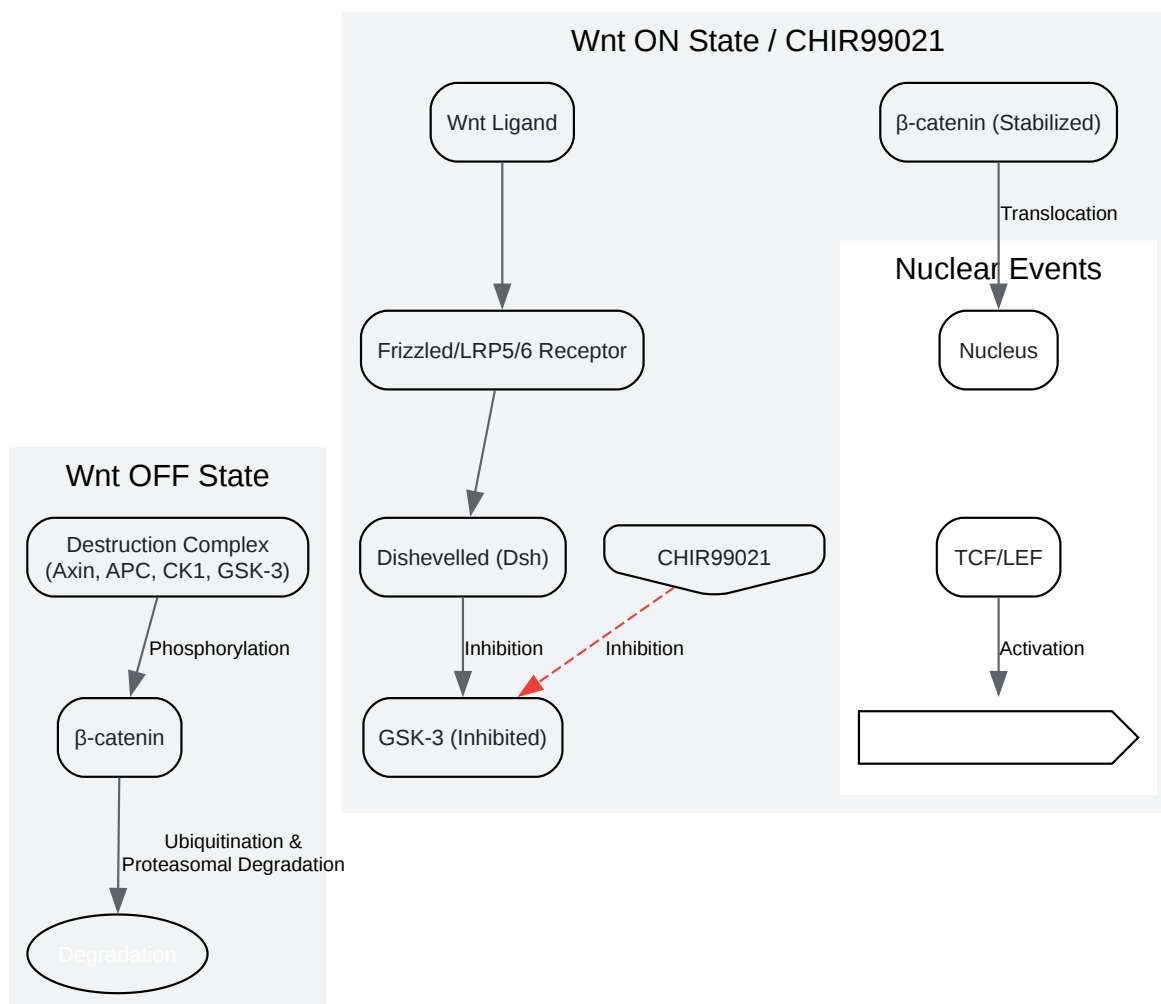 Wnt ON State / CHIR99021
Wnt Ligand
β-catenin (Stabilized)
Translocation
Nuclear Events
Frizzled/LRP5/6 Receptor
Nucleus
Wnt OFF State
Destruction Complex
(Axin, APC, CK1, GSK-3)
Dishevelled (Dsh)
CHIR99021
TCF/LEF
Phosphorylation
Inhibition
Inhibition
Activation
β-catenin
GSK-3 (Inhibited)
Ubiquitination &
Proteasomal Degradation
Degradation